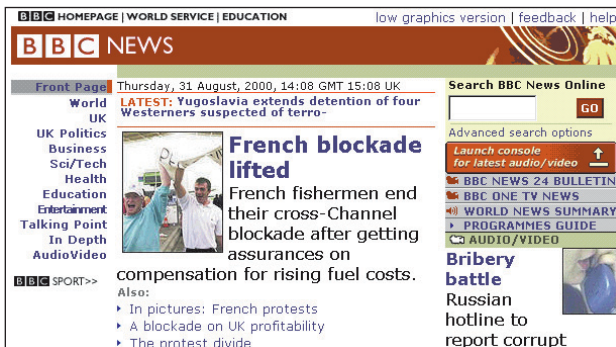 BBC HOMEPAGE | WORLD SERVICE | EDUCATION
low graphics version | feedback | help
BBC NEWS
Front Page
World
UK
UK Politics
Business
Sci/Tech
Health
Education
Entertainment
Talking Point
In Depth
AudioVideo
BBC SPORT>>
Thursday, 31 August, 2000, 14:08 GMT 15:08 UK
LATEST: Yugoslavia extends detention of four
Westerners suspected of terro-
French blockade
lifted
French fishermen end
their cross-Channel
blockade after getting
assurances on
compensation for rising fuel costs.
Also:
In pictures: French protests
A blockade on UK profitability
The protest divide
Search BBC News Online
GO
Advanced search options
Launch console
for latest audio/video
BBC NEWS 24 BULLETIN
BBC ONE TV NEWS
WORLD NEWS SUMMARY
PROGRAMMES GUIDE
AUDIO/VIDEO
Bribery
battle
Russian
hotline to
report corrupt